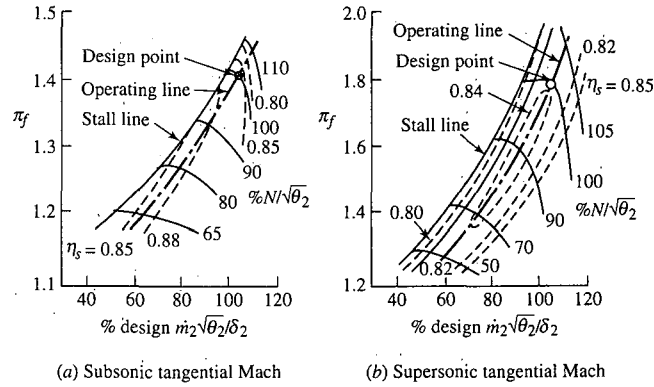 1.5
1.4
1.3
1.2
1.1
π_f
Design point
Operating line
Stall line
110
0.80
100
0.85
90
%N/√θ₂
80
65
η_s = 0.85
0.88
40 60 80 100 120
% design ṁ₂√θ₂/δ₂
(a) Subsonic tangential Mach
2.0
1.8
1.6
1.4
1.2
π_f
Operating line
Design point
0.82
0.84
η_s = 0.85
Stall line
105
100
%N/√θ₂
90
0.80
70
0.82
50
40 60 80 100 120
% design ṁ₂√θ₂/δ₂
(b) Supersonic tangential Mach